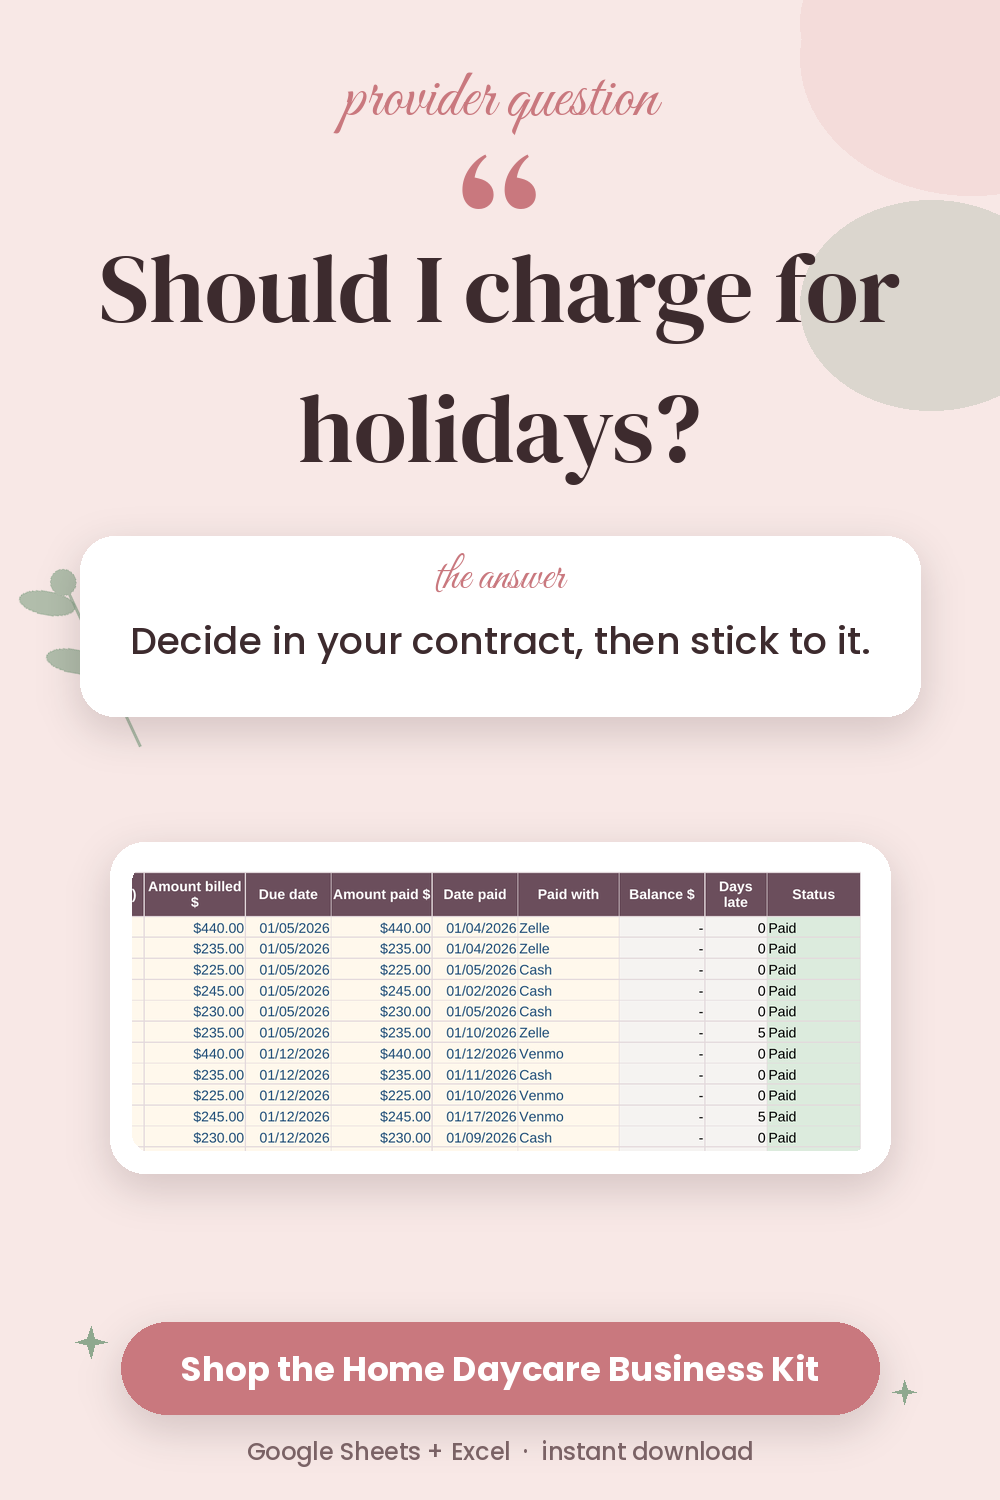 provider question
“
Should I charge for
holidays?
the answer
Decide in your contract, then stick to it.
) Amount billed $ Due date Amount paid $ Date paid Paid with Balance $ Days late Status
$440.00 01/05/2026 $440.00 01/04/2026 Zelle - 0 Paid
$235.00 01/05/2026 $235.00 01/04/2026 Zelle - 0 Paid
$225.00 01/05/2026 $225.00 01/05/2026 Cash - 0 Paid
$245.00 01/05/2026 $245.00 01/02/2026 Cash - 0 Paid
$230.00 01/05/2026 $230.00 01/05/2026 Cash - 0 Paid
$235.00 01/05/2026 $235.00 01/10/2026 Zelle - 5 Paid
$440.00 01/12/2026 $440.00 01/12/2026 Venmo - 0 Paid
$235.00 01/12/2026 $235.00 01/11/2026 Cash - 0 Paid
$225.00 01/12/2026 $225.00 01/10/2026 Venmo - 0 Paid
$245.00 01/12/2026 $245.00 01/17/2026 Venmo - 5 Paid
$230.00 01/12/2026 $230.00 01/09/2026 Cash - 0 Paid
Shop the Home Daycare Business Kit
Google Sheets + Excel · instant download